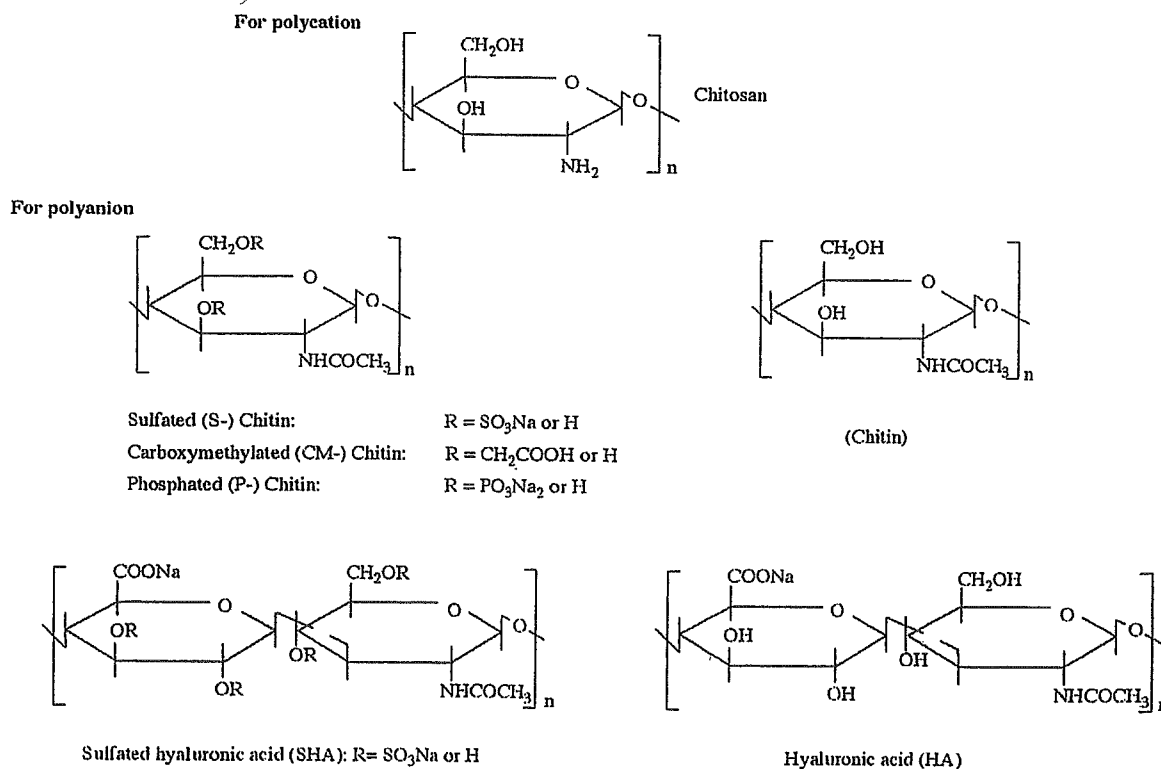 For polycation
CH₂OH
O
OH
O
NH₂
n
Chitosan
For polyanion
CH₂OR
O
OR
O
NHCOCH₃
n
CH₂OH
O
OH
O
NHCOCH₃
n
Sulfated (S-) Chitin: R = SO₃Na or H
Carboxymethylated (CM-) Chitin: R = CH₂COOH or H
Phosphated (P-) Chitin: R = PO₃Na₂ or H
(Chitin)
COONa
O
OR
OR
CH₂OR
O
OR
O
NHCOCH₃
n
COONa
O
OH
OH
CH₂OH
O
OH
O
NHCOCH₃
n
Sulfated hyaluronic acid (SHA): R= SO₃Na or H
Hyaluronic acid (HA)